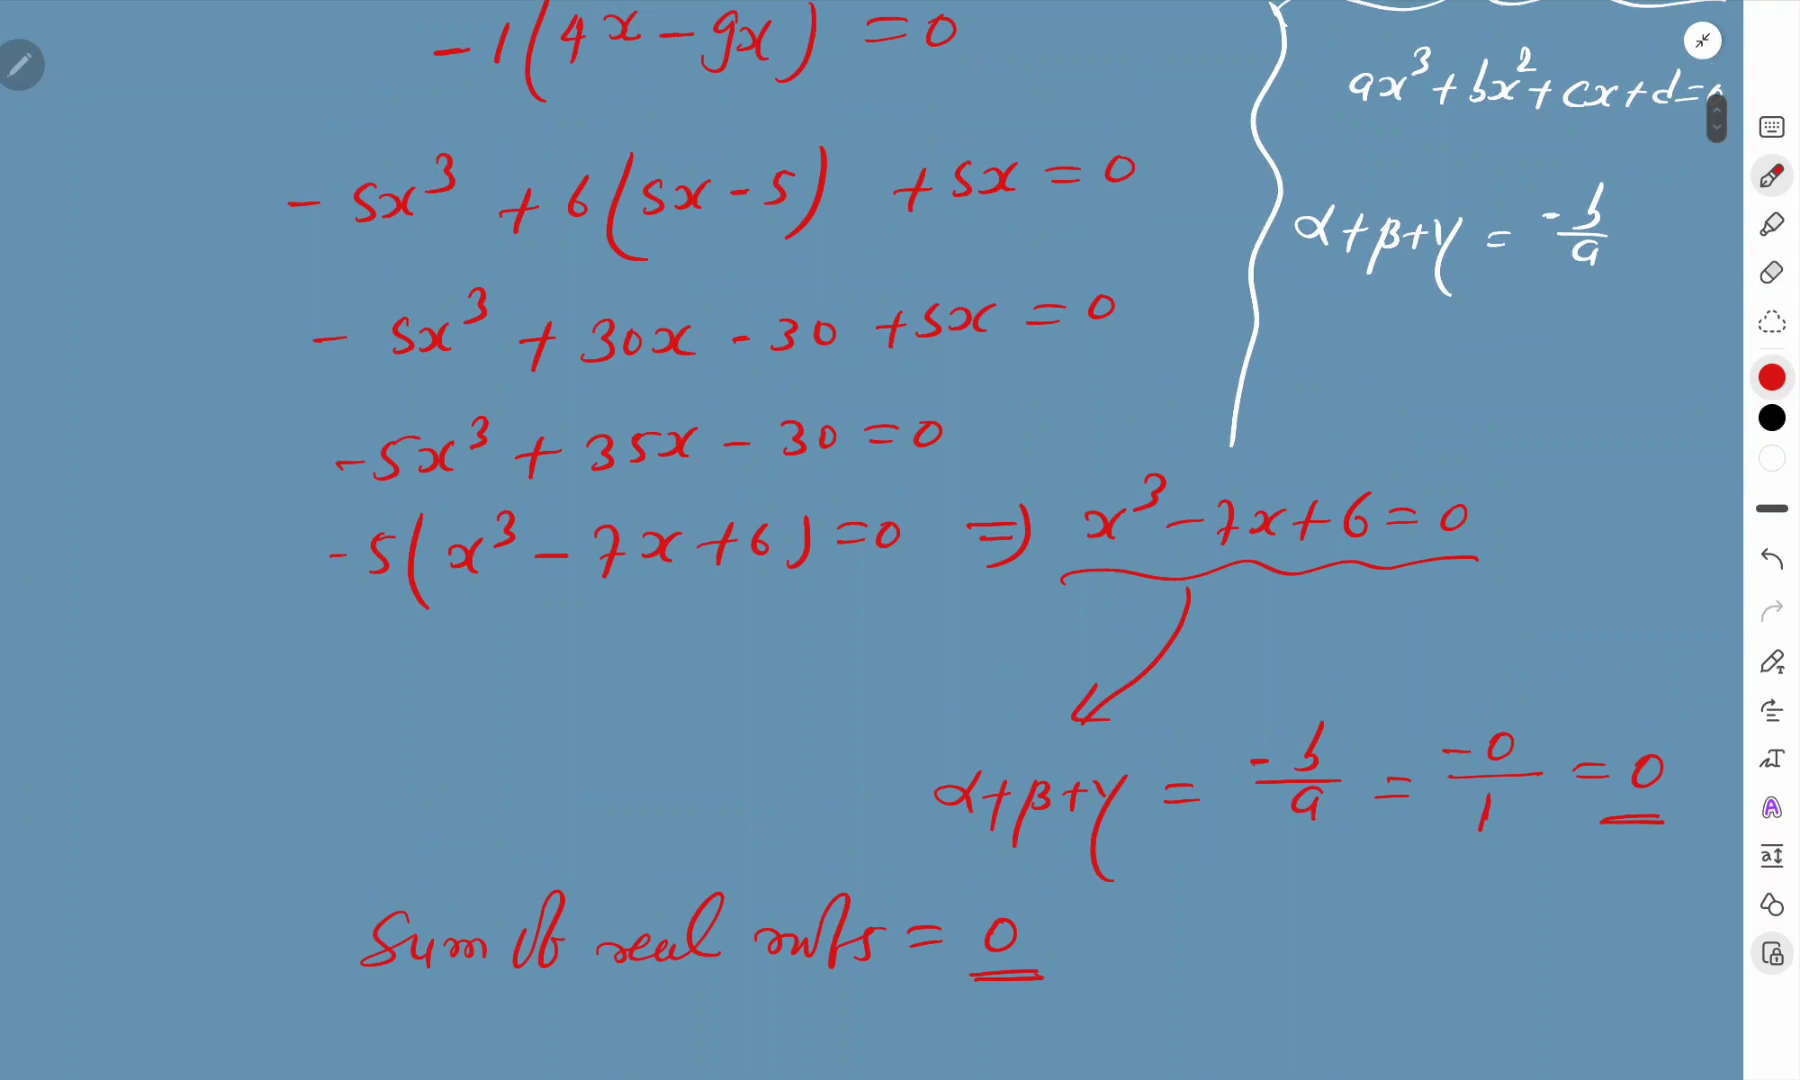 -1(4x-9x) = 0
-5x³ + 6(5x-5) + 5x = 0
-5x³ + 30x - 30 + 5x = 0
-5x³ + 35x - 30 = 0
-5(x³ - 7x + 6) = 0 ⇒ x³ - 7x + 6 = 0
α+β+γ = -b/a = -0/1 = 0
Sum of real roots = 0
ax³+bx²+cx+d=0
α+β+γ = -b/a